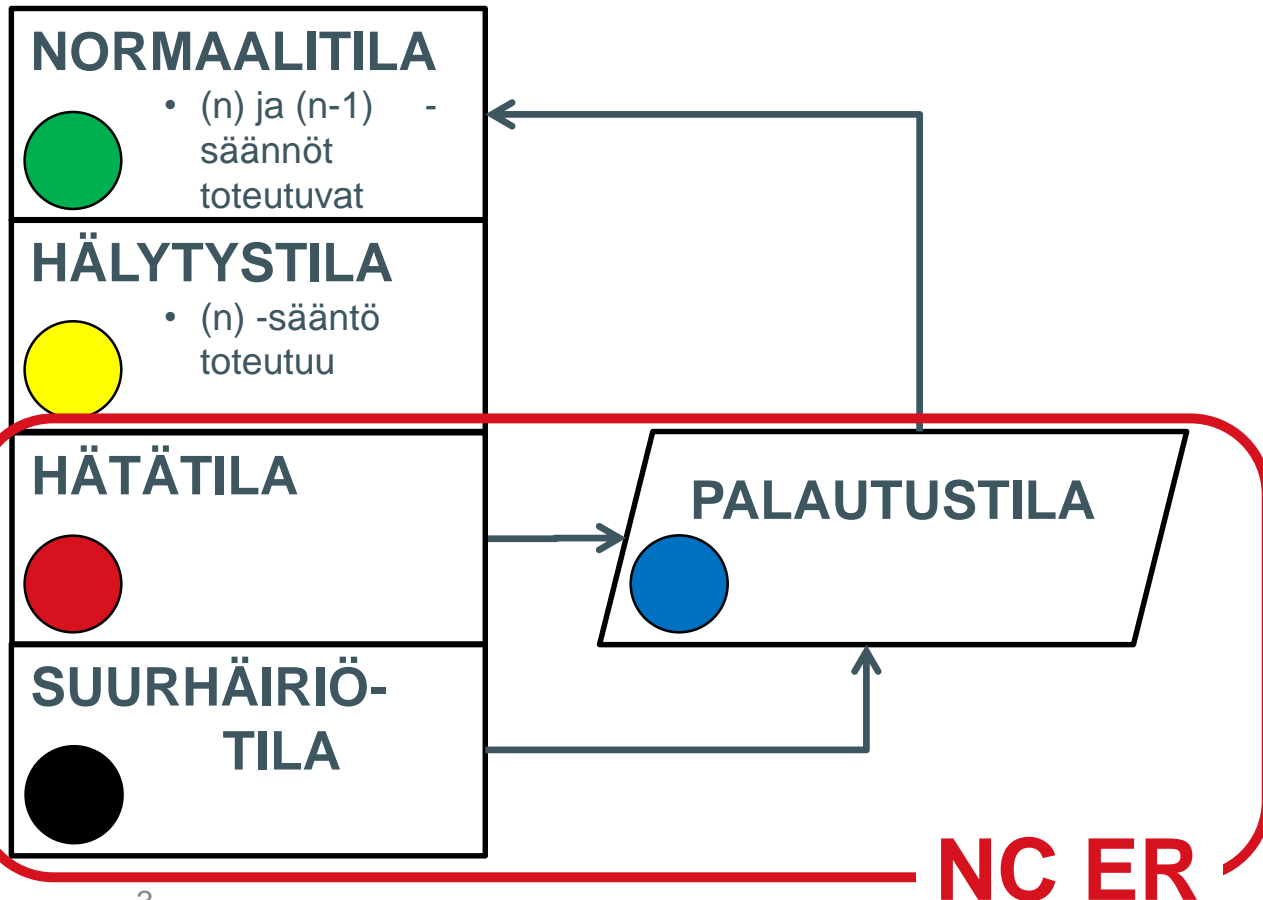 NORMAALITILA
• (n) ja (n-1) -
säännöt
toteutuvat
HÄLYTYSTILA
• (n) -sääntö
toteutuu
HÄTÄTILA
PALAUTUSTILA
SUURHÄIRIÖ-
TILA
NC ER